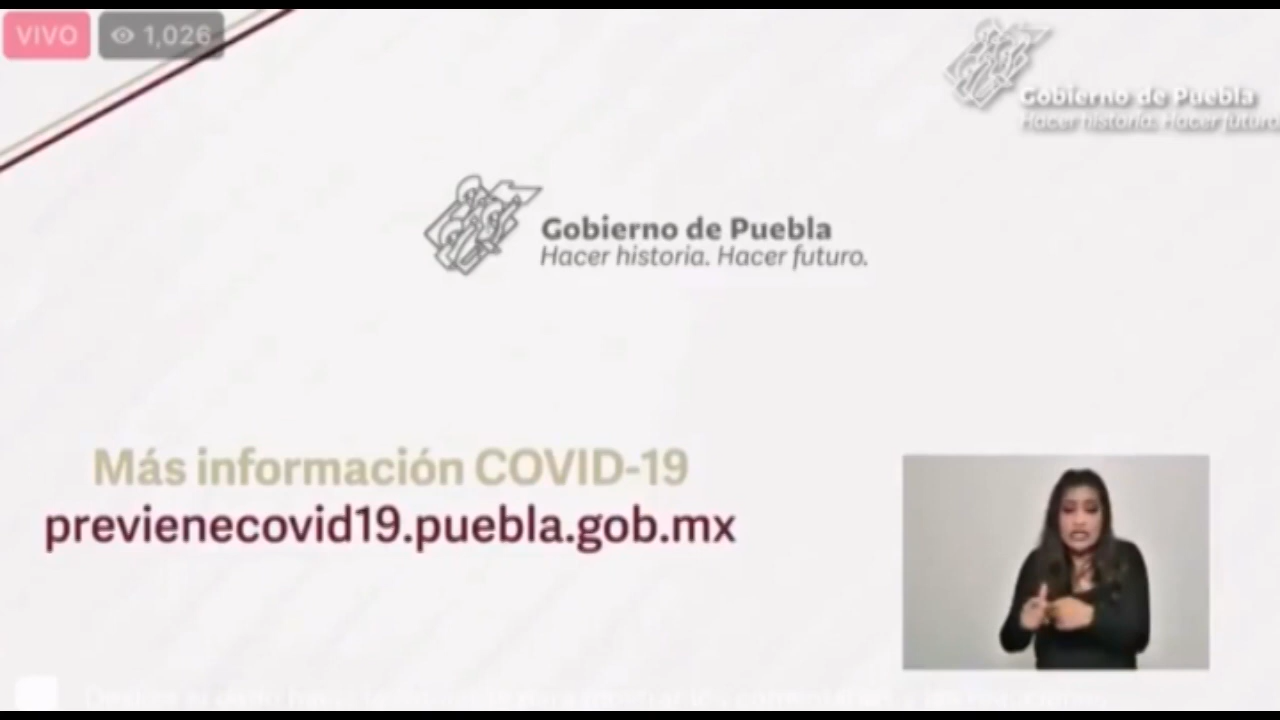 VIVO 1,026
Gobierno de Puebla
Hacer historia. Hacer futuro.
Gobierno de Puebla
Hacer historia. Hacer futuro.
Más información COVID-19
previenecovid19.puebla.gob.mx